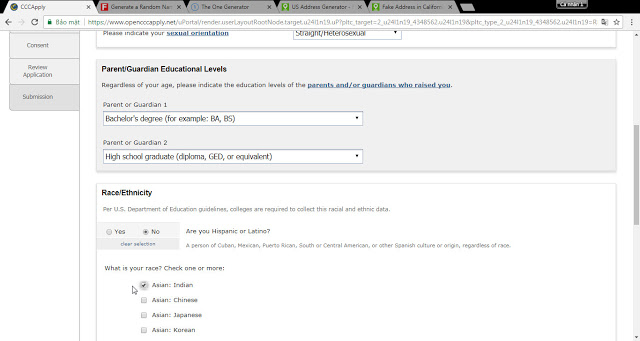 CCCApply
Generate a Random Na
The One Generator
US Address Generator -
Fake Address in Californi
Bảo mật
https://www.openccc apply.net/uPortal/render.userLayoutRootNode.target.u24l1n19.uP?pltc_target=2_u24l1n19_4348562.u24l1n19&pltc_type_2_u24l1n19_4348562.u24l1n19=R
Consent
Review
Application
Submission
Please indicate your sexual orientation
Straight/Heterosexual
Parent/Guardian Educational Levels
Regardless of your age, please indicate the education levels of the parents and/or guardians who raised you.
Parent or Guardian 1
Bachelor's degree (for example: BA, BS)
Parent or Guardian 2
High school graduate (diploma, GED, or equivalent)
Race/Ethnicity
Per U.S. Department of Education guidelines, colleges are required to collect this racial and ethnic data.
Yes No
clear selection
Are you Hispanic or Latino?
A person of Cuban, Mexican, Puerto Rican, South or Central American, or other Spanish culture or origin, regardless of race.
What is your race? Check one or more:
Asian: Indian
Asian: Chinese
Asian: Japanese
Asian: Korean